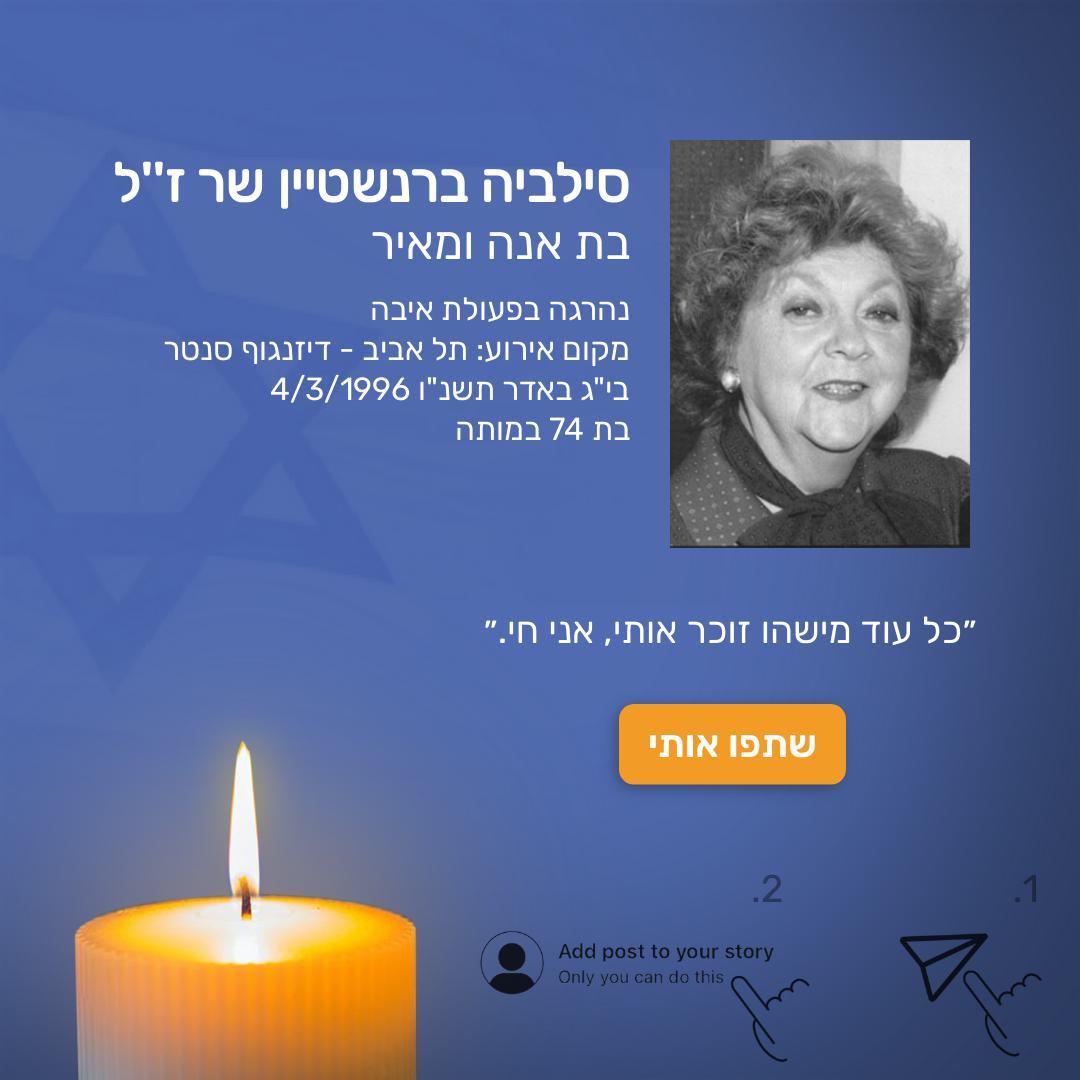 סילביה ברנשטיין שר ז"ל
בת אנה ומאיר
נהרגה בפעולת איבה
מקום אירוע: תל אביב - דיזנגוף סנטר
בי"ג באדר תשנ"ו 4/3/1996
בת 74 במותה
״כל עוד מישהו זוכר אותי, אני חי.״
שתפו אותי
1.
2.
Add post to your story
Only you can do this